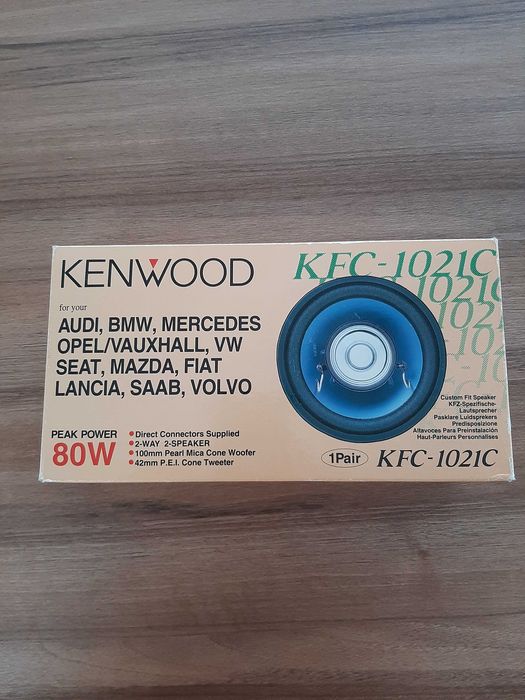 KENWOOD
for your
AUDI, BMW, MERCEDES
OPEL/VAUXHALL, VW
SEAT, MAZDA, FIAT
LANCIA, SAAB, VOLVO
PEAK POWER
80W
• Direct Connectors Supplied
• 2-WAY 2-SPEAKER
• 100mm Pearl Mica Cone Woofer
• 42mm P.E.I. Cone Tweeter
KFC-1021C
1021C
Custom Fit Speaker
KFZ-Spezifische-
Lautsprecher
Pasklare Luidsprekers
Predisposizione
Altavoces Para Preinstalación
Haut-Parleurs Personnalises
1Pair
KFC-1021C